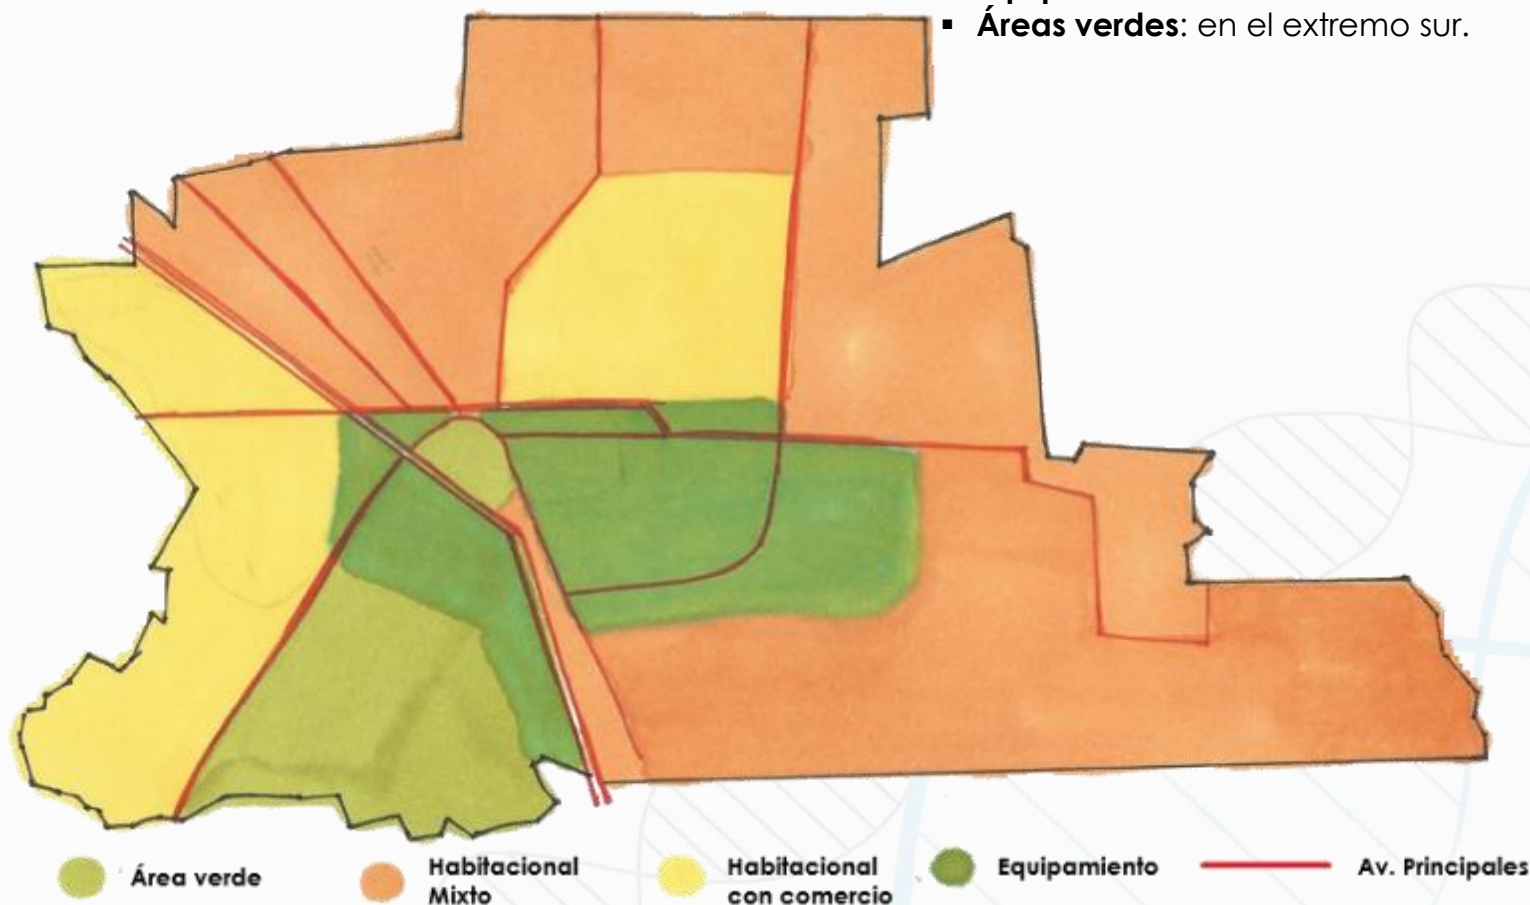 ▪ Áreas verdes: en el extremo sur.
Área verde
Habitacional
Mixto
Habitacional
con comercio
Equipamiento
Av. Principales